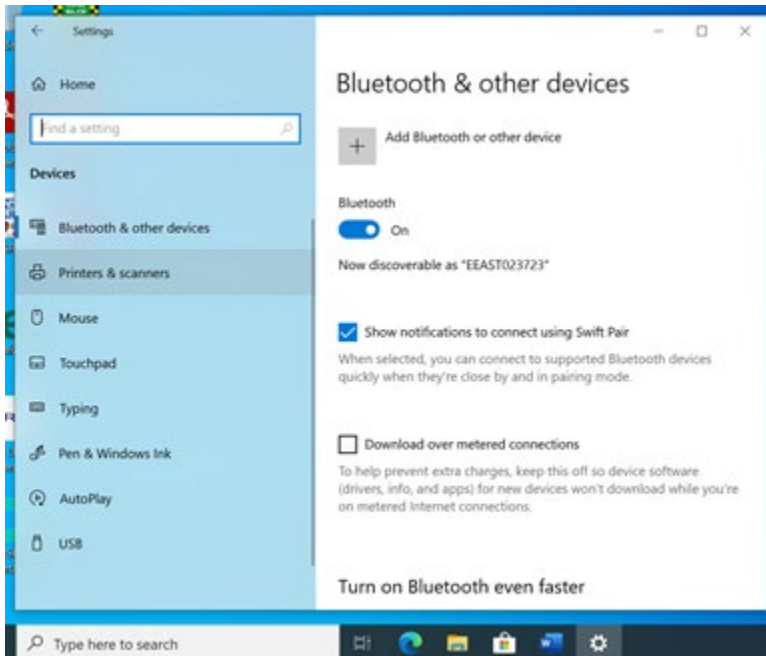 Settings
Home
Find a setting
Devices
Bluetooth & other devices
Printers & scanners
Mouse
Touchpad
Typing
Pen & Windows Ink
AutoPlay
USB
Bluetooth & other devices
Add Bluetooth or other device
Bluetooth
On
Now discoverable as "EEAST023723"
Show notifications to connect using Swift Pair
When selected, you can connect to supported Bluetooth devices
quickly when they're close by and in pairing mode.
Download over metered connections
To help prevent extra charges, keep this off so device software
(drivers, info, and apps) for new devices won't download while you're
on metered Internet connections.
Turn on Bluetooth even faster
Type here to search